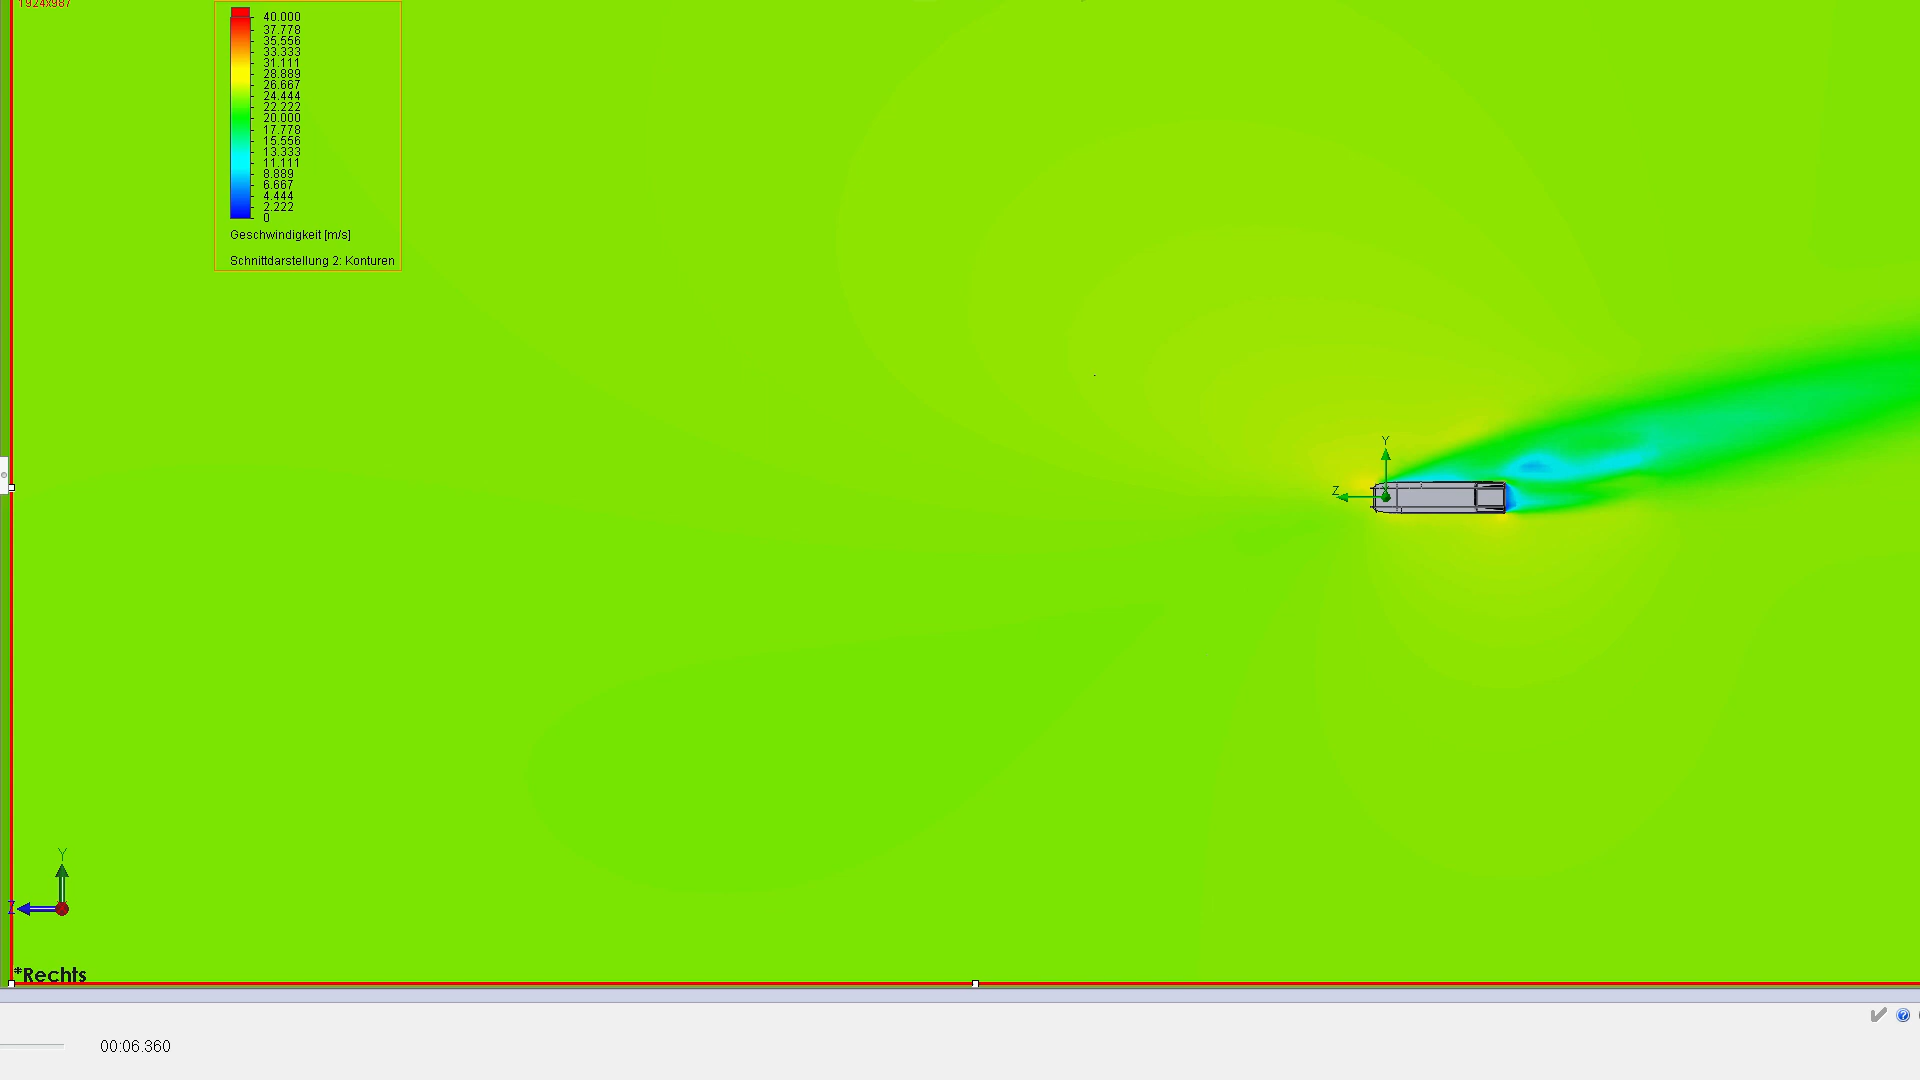 1924x987
40.000
37.778
35.556
33.333
31.111
28.889
26.667
24.444
22.222
20.000
17.778
15.556
13.333
11.111
8.889
6.667
4.444
2.222
0
Geschwindigkeit [m/s]
Schnittdarstellung 2: Konturen
Y
Z
Y
Z
*Rechts
00:06.360